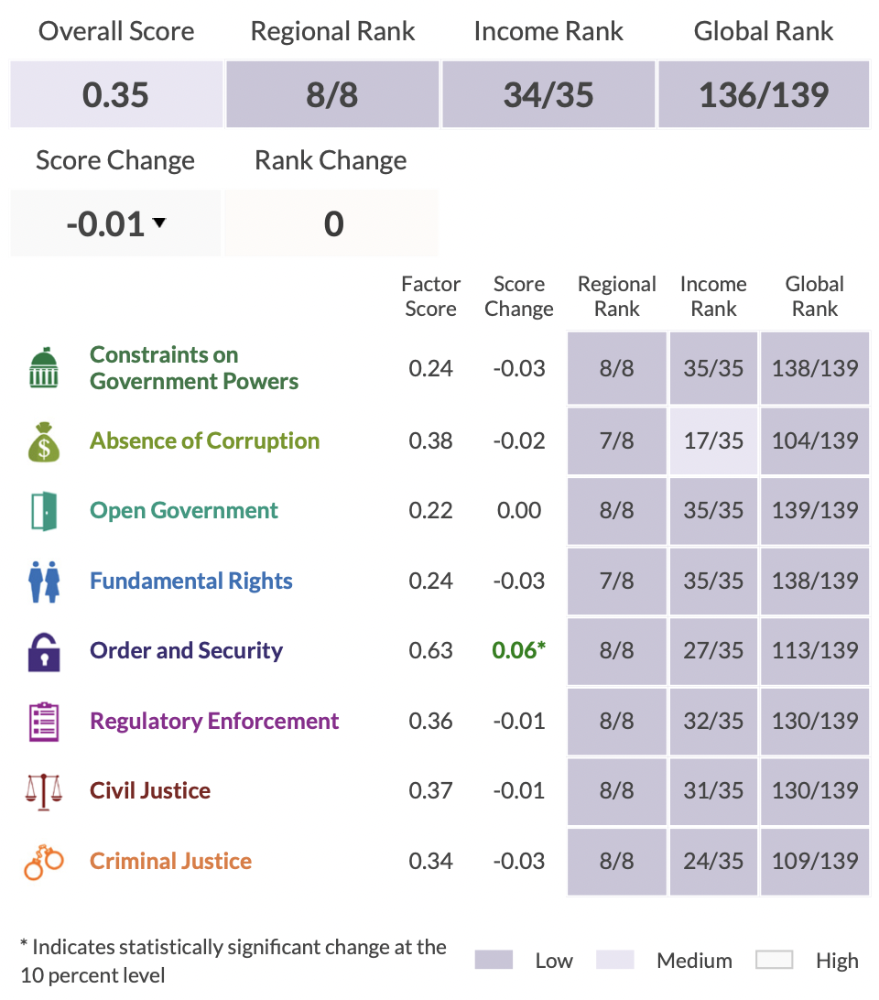 Overall Score Regional Rank Income Rank Global Rank
0.35 8/8 34/35 136/139
Score Change Rank Change
-0.01 ▼ 0
Factor Score Regional Income Global
Score Change Rank Rank Rank
Constraints on
Government Powers 0.24 -0.03 8/8 35/35 138/139
Absence of Corruption 0.38 -0.02 7/8 17/35 104/139
$
Open Government 0.22 0.00 8/8 35/35 139/139
Fundamental Rights 0.24 -0.03 7/8 35/35 138/139
Order and Security 0.63 0.06* 8/8 27/35 113/139
Regulatory Enforcement 0.36 -0.01 8/8 32/35 130/139
Civil Justice 0.37 -0.01 8/8 31/35 130/139
Criminal Justice 0.34 -0.03 8/8 24/35 109/139
* Indicates statistically significant change at the
10 percent level
Low Medium High